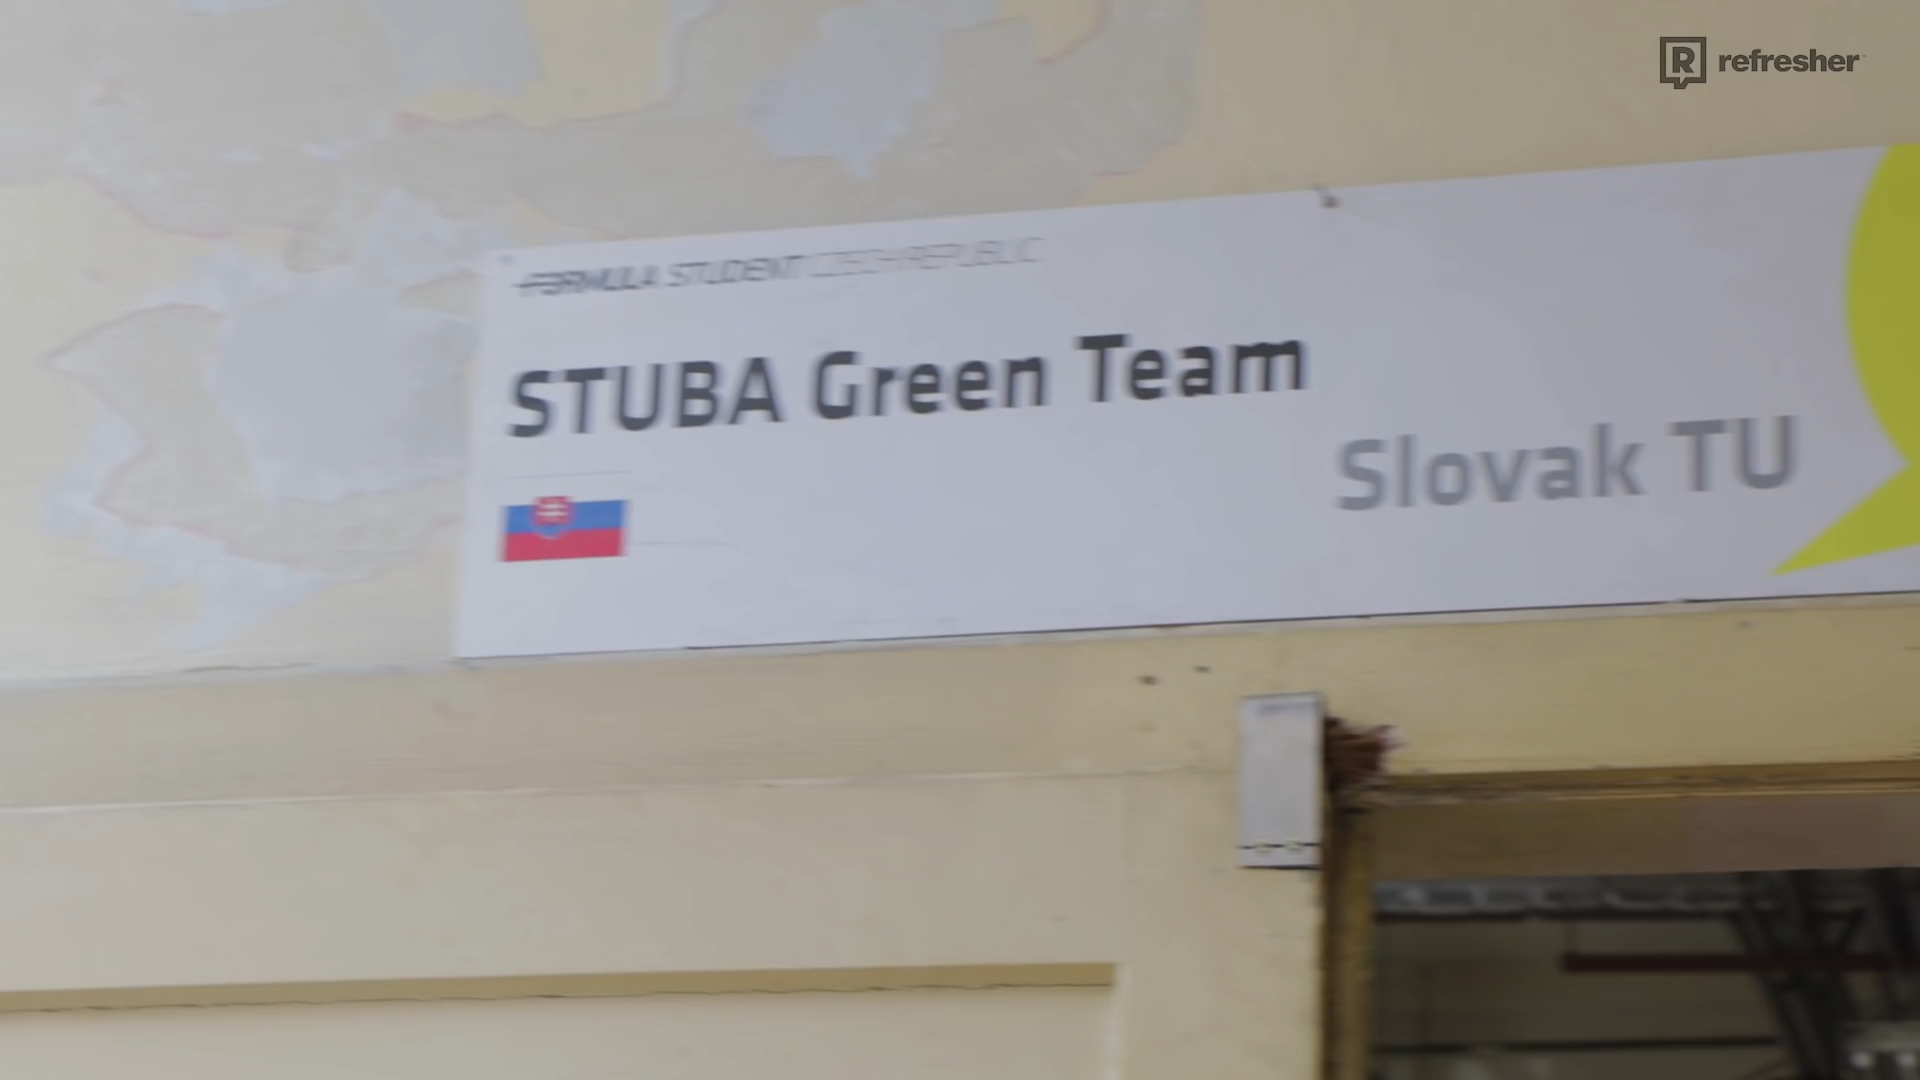 refresher
FORMULA STUDENT CZECH REPUBLIC
STUBA Green Team
Slovak TU